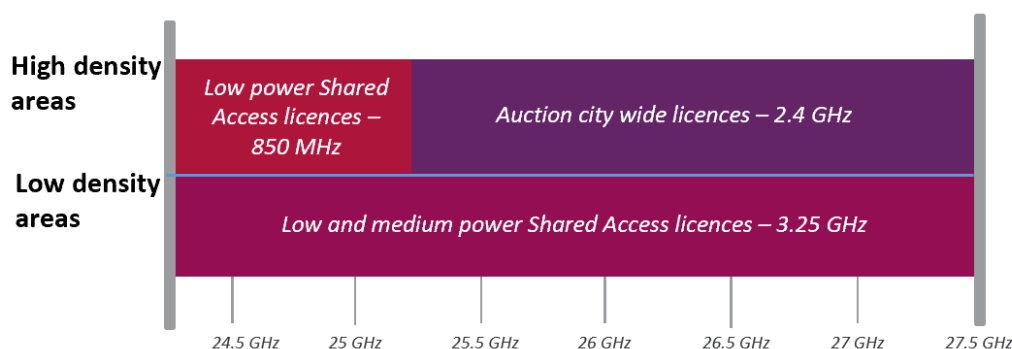 High density
areas
Low power Shared
Access licences –
850 MHz
Auction city wide licences – 2.4 GHz
Low density
areas
Low and medium power Shared Access licences – 3.25 GHz
24.5 GHz 25 GHz 25.5 GHz 26 GHz 26.5 GHz 27 GHz 27.5 GHz